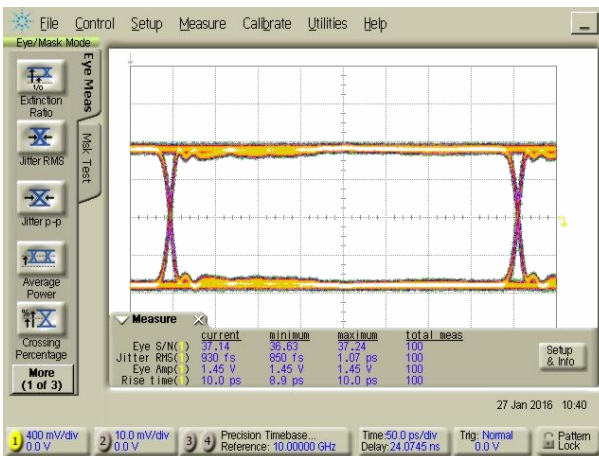 File Control Setup Measure Calibrate Utilities Help
Eye/Mask Mode
Eye Meas
Msk Test
1/0
Extinction
Ratio
Jitter RMS
Jitter p-p
Average
Power
%
Crossing
Percentage
More
(1 of 3)
Measure
current minimum maximum total meas
Eye S/N(1) 37.14 36.63 37.24 100
Jitter RMS(1) 930 fs 850 fs 1.07 ps 100
Eye Amp(1) 1.45 V 1.45 V 1.45 V 100
Rise time(1) 10.0 ps 8.9 ps 10.0 ps 100
Setup
& Info
27 Jan 2016 10:40
1 400 mV/div
0.0 V
2 10.0 mV/div
0.0 V
3 4
Precision Timebase...
Reference: 10.00000 GHz
Time:50.0 ps/div
Delay:24.0745 ns
Trig: Normal
0.0 V
Pattern
Lock